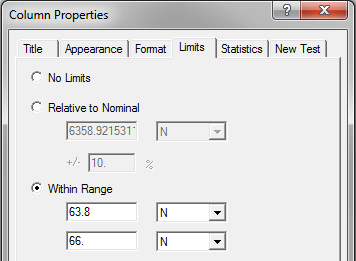 Column Properties
Title Appearance Format Limits Statistics New Test
No Limits
Relative to Nominal
6358.9215311 N
+/- 10. %
Within Range
63.8 N
66. N